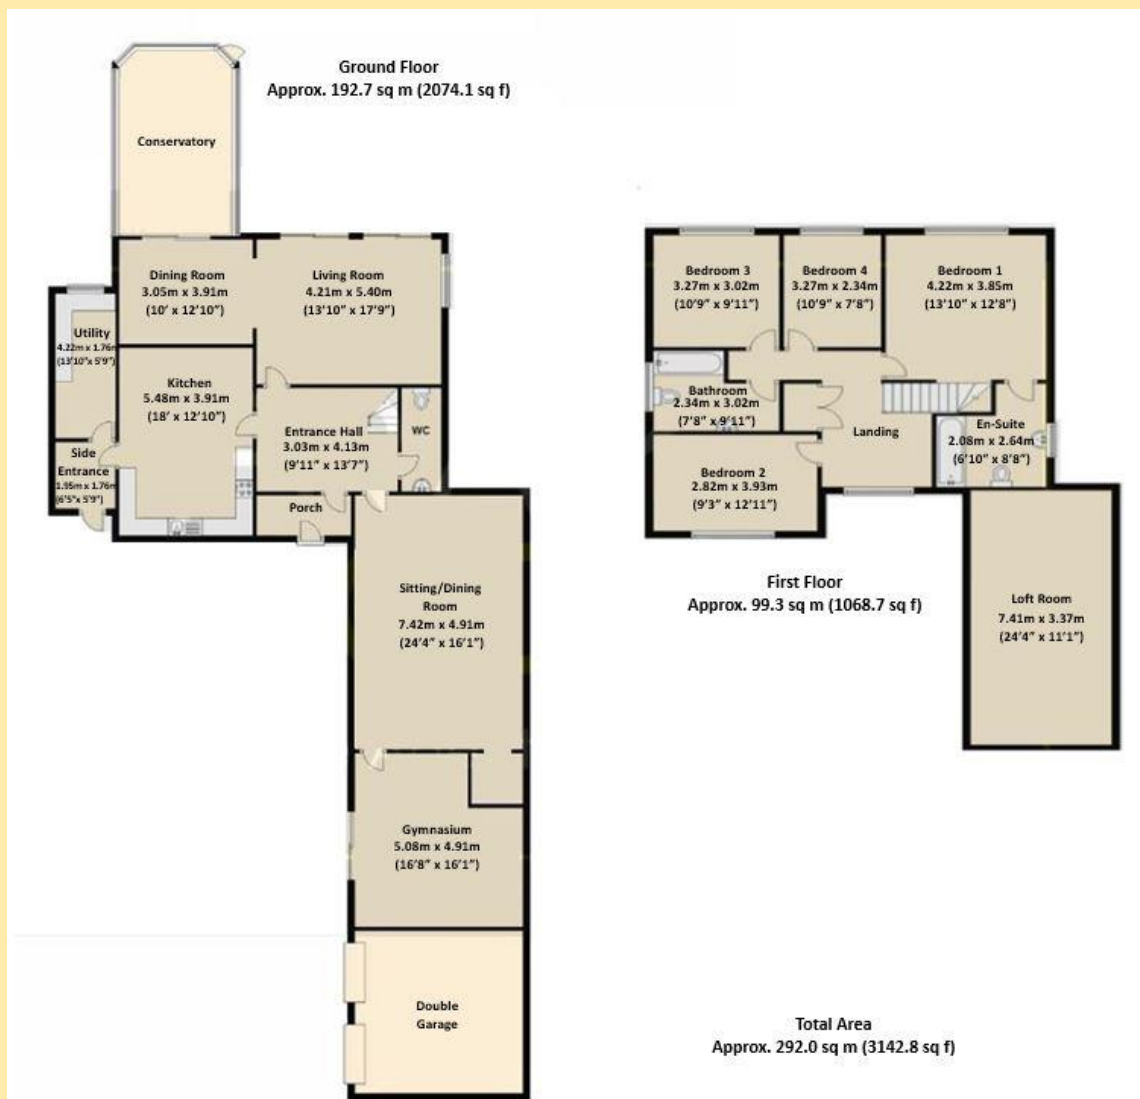 Ground Floor
Approx. 192.7 sq m (2074.1 sq f)
Conservatory
Dining Room
3.05m x 3.91m
(10' x 12'10")
Living Room
4.21m x 5.40m
(13'10" x 17'9")
Utility
4.22m x 1.76m
(13'10"x 5'9")
Kitchen
5.48m x 3.91m
(18' x 12'10")
Entrance Hall
3.03m x 4.13m
(9'11" x 13'7")
WC
Side
Entrance
1.95m x 1.76m
(6'5"x 5'9")
Porch
Sitting/Dining
Room
7.42m x 4.91m
(24'4" x 16'1")
Gymnasium
5.08m x 4.91m
(16'8" x 16'1")
Double
Garage
Bedroom 3
3.27m x 3.02m
(10'9" x 9'11")
Bedroom 4
3.27m x 2.34m
(10'9" x 7'8")
Bedroom 1
4.22m x 3.85m
(13'10" x 12'8")
Bathroom
2.34m x 3.02m
(7'8" x 9'11")
Landing
En-Suite
2.08m x 2.64m
(6'10" x 8'8")
Bedroom 2
2.82m x 3.93m
(9'3" x 12'11")
First Floor
Approx. 99.3 sq m (1068.7 sq f)
Loft Room
7.41m x 3.37m
(24'4" x 11'1")
Total Area
Approx. 292.0 sq m (3142.8 sq f)